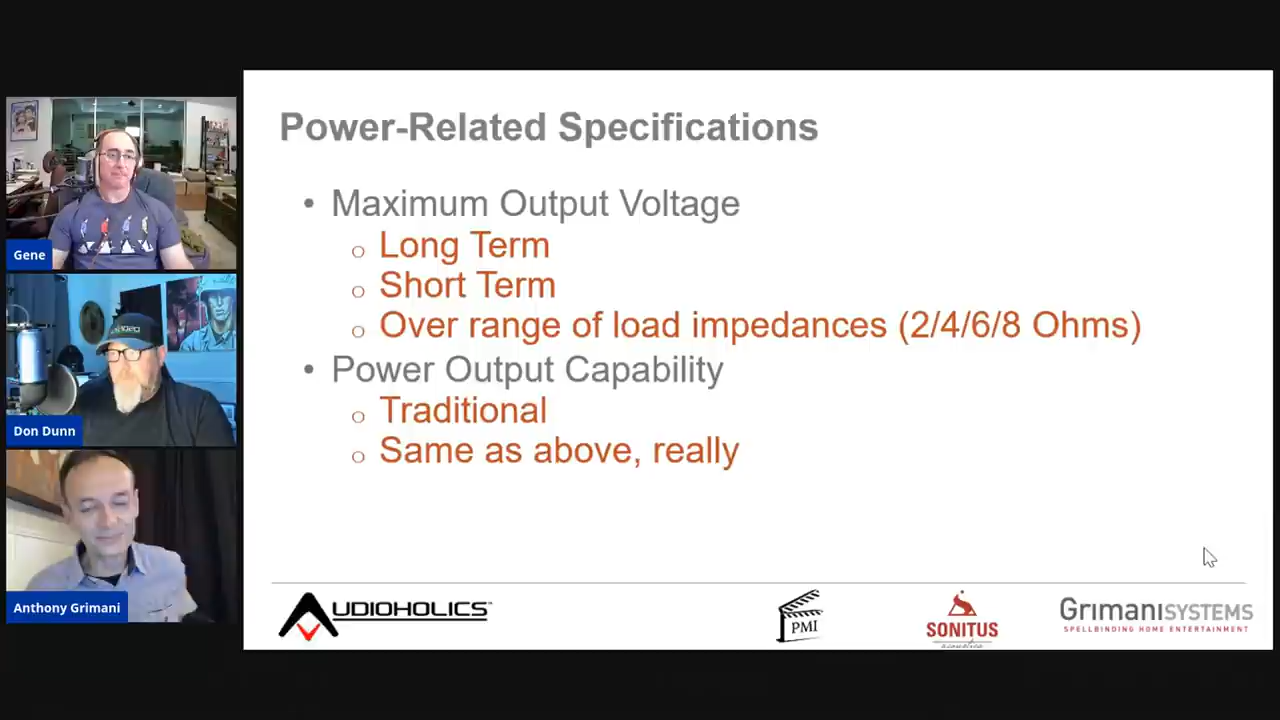 Power-Related Specifications
• Maximum Output Voltage
o Long Term
o Short Term
o Over range of load impedances (2/4/6/8 Ohms)
• Power Output Capability
o Traditional
o Same as above, really
Gene
Don Dunn
Anthony Grimani
AUDIOHOLICS
PMI
SONITUS
acoustics
GRIMANISYSTEMS
SPELLBINDING HOME ENTERTAINMENT